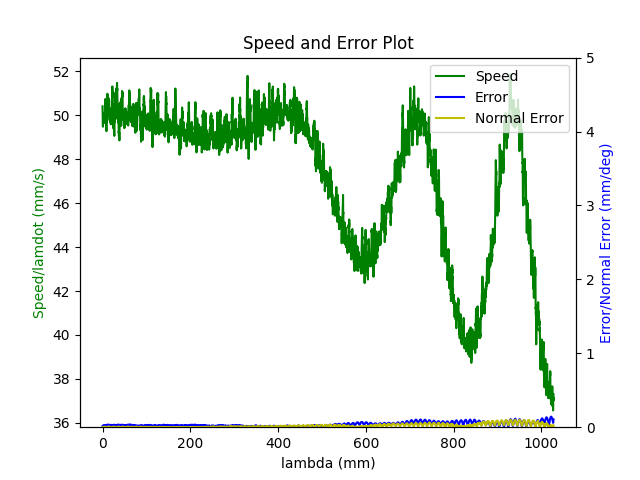 Speed and Error Plot
Speed
Error
Normal Error
Speed/lamdot (mm/s)
52
50
48
46
44
42
40
38
36
5
4
3
2
1
0
Error/Normal Error (mm/deg)
0 200 400 600 800 1000
lambda (mm)